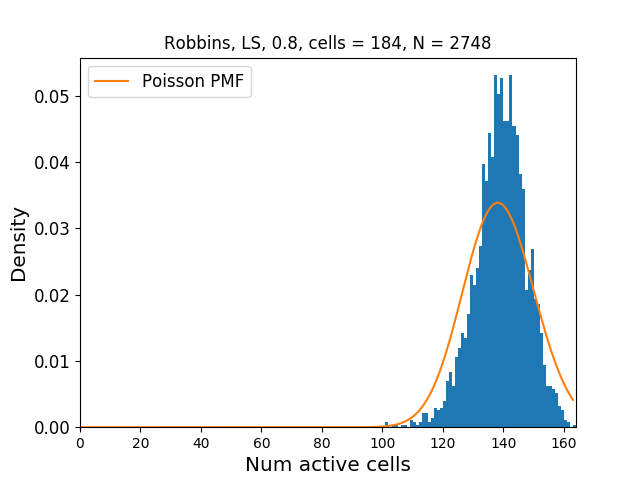 Robbins, LS, 0.8, cells = 184, N = 2748
Poisson PMF
Density
0.05
0.04
0.03
0.02
0.01
0.00
0 20 40 60 80 100 120 140 160
Num active cells